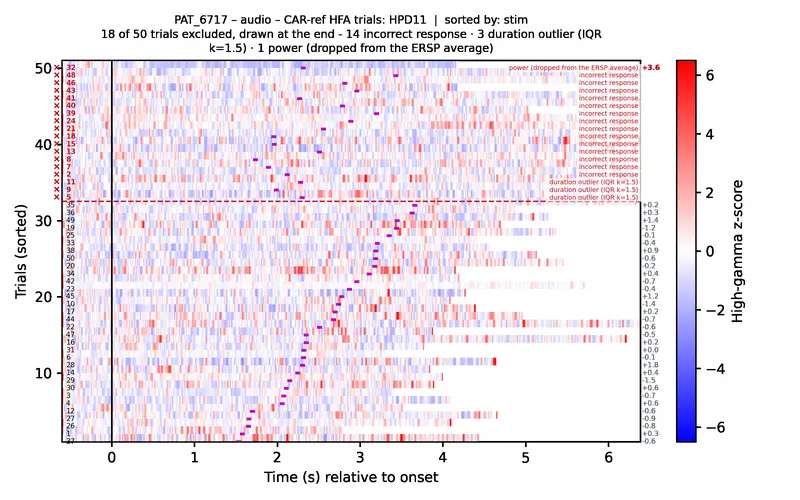 PAT_6717 – audio – CAR-ref HFA trials: HPD11 | sorted by: stim
18 of 50 trials excluded, drawn at the end - 14 incorrect response · 3 duration outlier (IQR
k=1.5) · 1 power (dropped from the ERSP average)
× 32 power (dropped from the ERSP average) +3.6
× 48 incorrect response
× 46 incorrect response
× 43 incorrect response
× 41 incorrect response
× 40 incorrect response
× 39 incorrect response
× 24 incorrect response
× 21 incorrect response
× 18 incorrect response
× 15 incorrect response
× 13 incorrect response
× 8 incorrect response
× 7 incorrect response
× 2 incorrect response
× 11 duration outlier (IQR k=1.5)
× 9 duration outlier (IQR k=1.5)
× 5 duration outlier (IQR k=1.5)
35 +0.2
36 +0.3
49 +1.4
19 -1.2
25 -0.1
33 -0.4
38 +0.9
50 -0.6
20 +0.2
34 +0.4
42 -0.7
23 -0.4
45 +1.2
10 -1.4
17 +0.2
44 -0.7
22 -0.6
47 +0.5
16 +0.2
31 +0.0
6 -0.1
28 +1.8
14 +0.4
29 -1.5
30 +0.6
3 +0.7
4 +0.6
12 -0.6
27 -0.9
26 -0.8
1 +0.3
37 -0.6
50
40
30
20
10
Trials (sorted)
0 1 2 3 4 5 6
Time (s) relative to onset
6
4
2
0
−2
−4
−6
High-gamma z-score